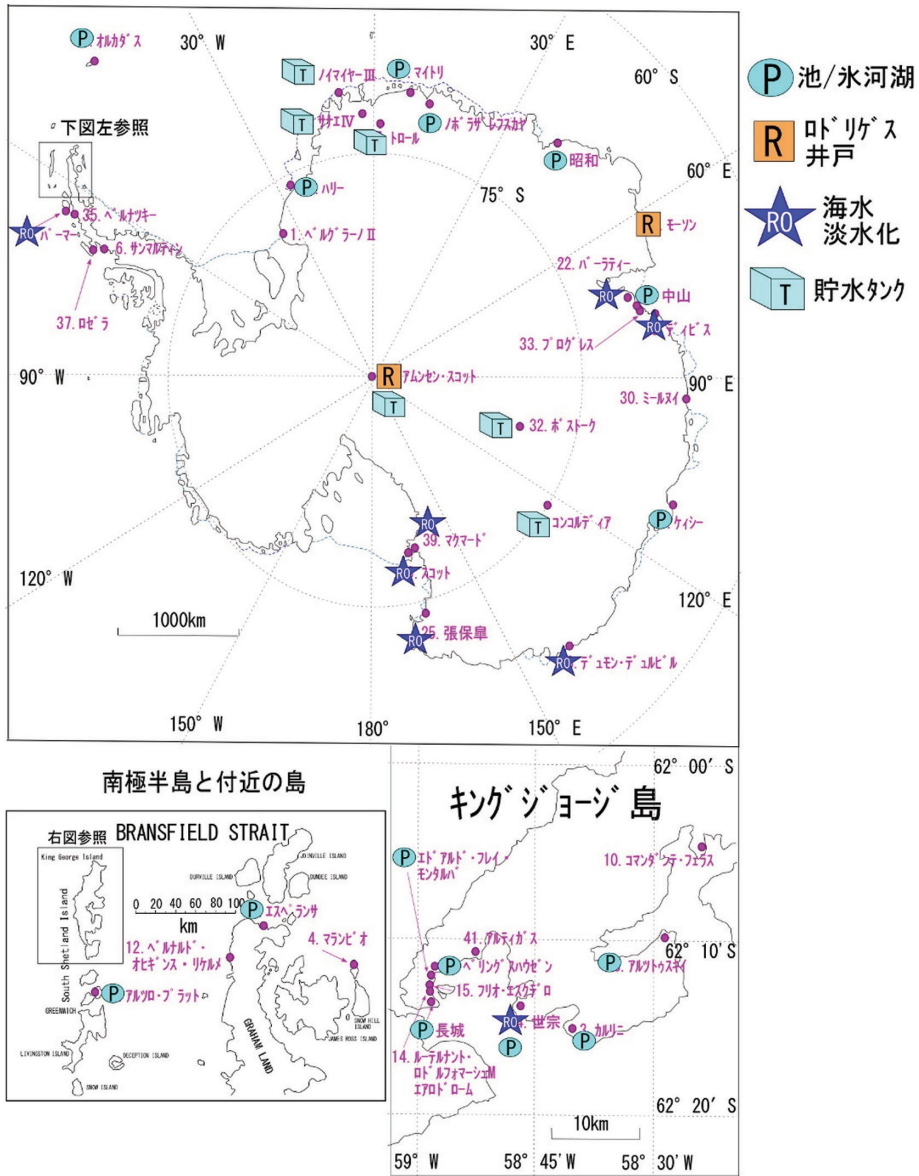 オルカダス
30° W
30° E
60° S
ノイマイヤーⅢ
マイトリ
P 池/氷河湖
サナエⅣ
ノボラザレフスカヤ
下図左参照
トロール
昭和
R ロドリゲス
井戸
ハリー
75° S
60° E
35. ベルナツキー
モーソン
RO 海水
淡水化
パーマー
6. サンマルティン
1. ベルグラーノⅡ
22. バーラティー
中山
T 貯水タンク
37. ロゼラ
33. プログレス
ディビス
90° W
アムンセン・スコット
90° E
30. ミールヌイ
32. ボストーク
コンコルディア
ケイシー
39. マクマード
スコット
120° W
120° E
1000km
25. 張保皐
デュモン・デュルビル
150° W
180°
150° E
南極半島と付近の島
キングジョージ島
62° 00' S
右図参照
BRANSFIELD STRAIT
King George Island
JOINVILLE ISLAND
DURVILLE ISLAND
DUNDEE ISLAND
0 20 40 60 80 100
km
エスペランサ
12. ベルナルド・
オヒギンス・リケルメ
4. マランビオ
South Shetland Island
アルツロ・プラット
GREENWICH
LIVINGSTON ISLAND
DECEPTION ISLAND
SNOW ISLAND
GRAHAM LAND
SNOW HILL
ISLAND
JAMES ROSS ISLAND
エドアルド・フレイ・
モンタルバ
10. コマンダンテ・フェラス
41. アルティガス
62° 10' S
ベリングスハウゼン
アルツトゥスキイ
15. フリオ・エスクデロ
長城
世宗
3. カルリニ
14. ルーテルナント・
ロドルフォマーシュM
エアロドローム
62° 20' S
10km
59° W
58° 45' W
58° 30' W